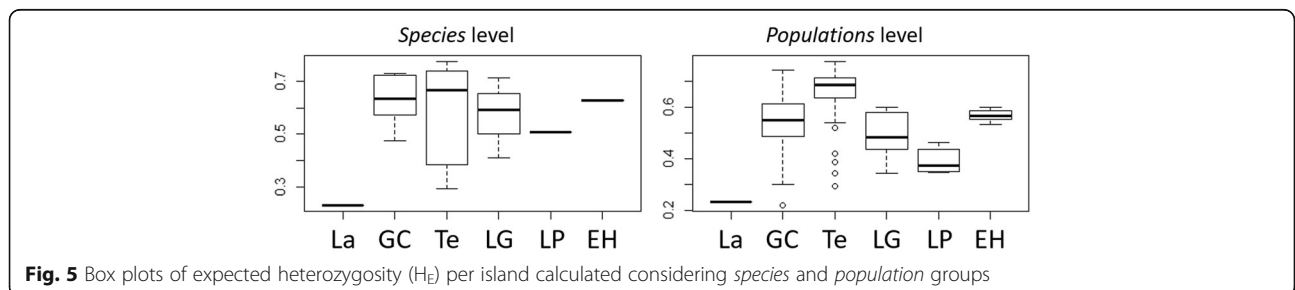 Species level
0.7
0.5
0.3
La GC Te LG LP EH
Populations level
0.6
0.4
0.2
La GC Te LG LP EH
Fig. 5 Box plots of expected heterozygosity (HE) per island calculated considering species and population groups